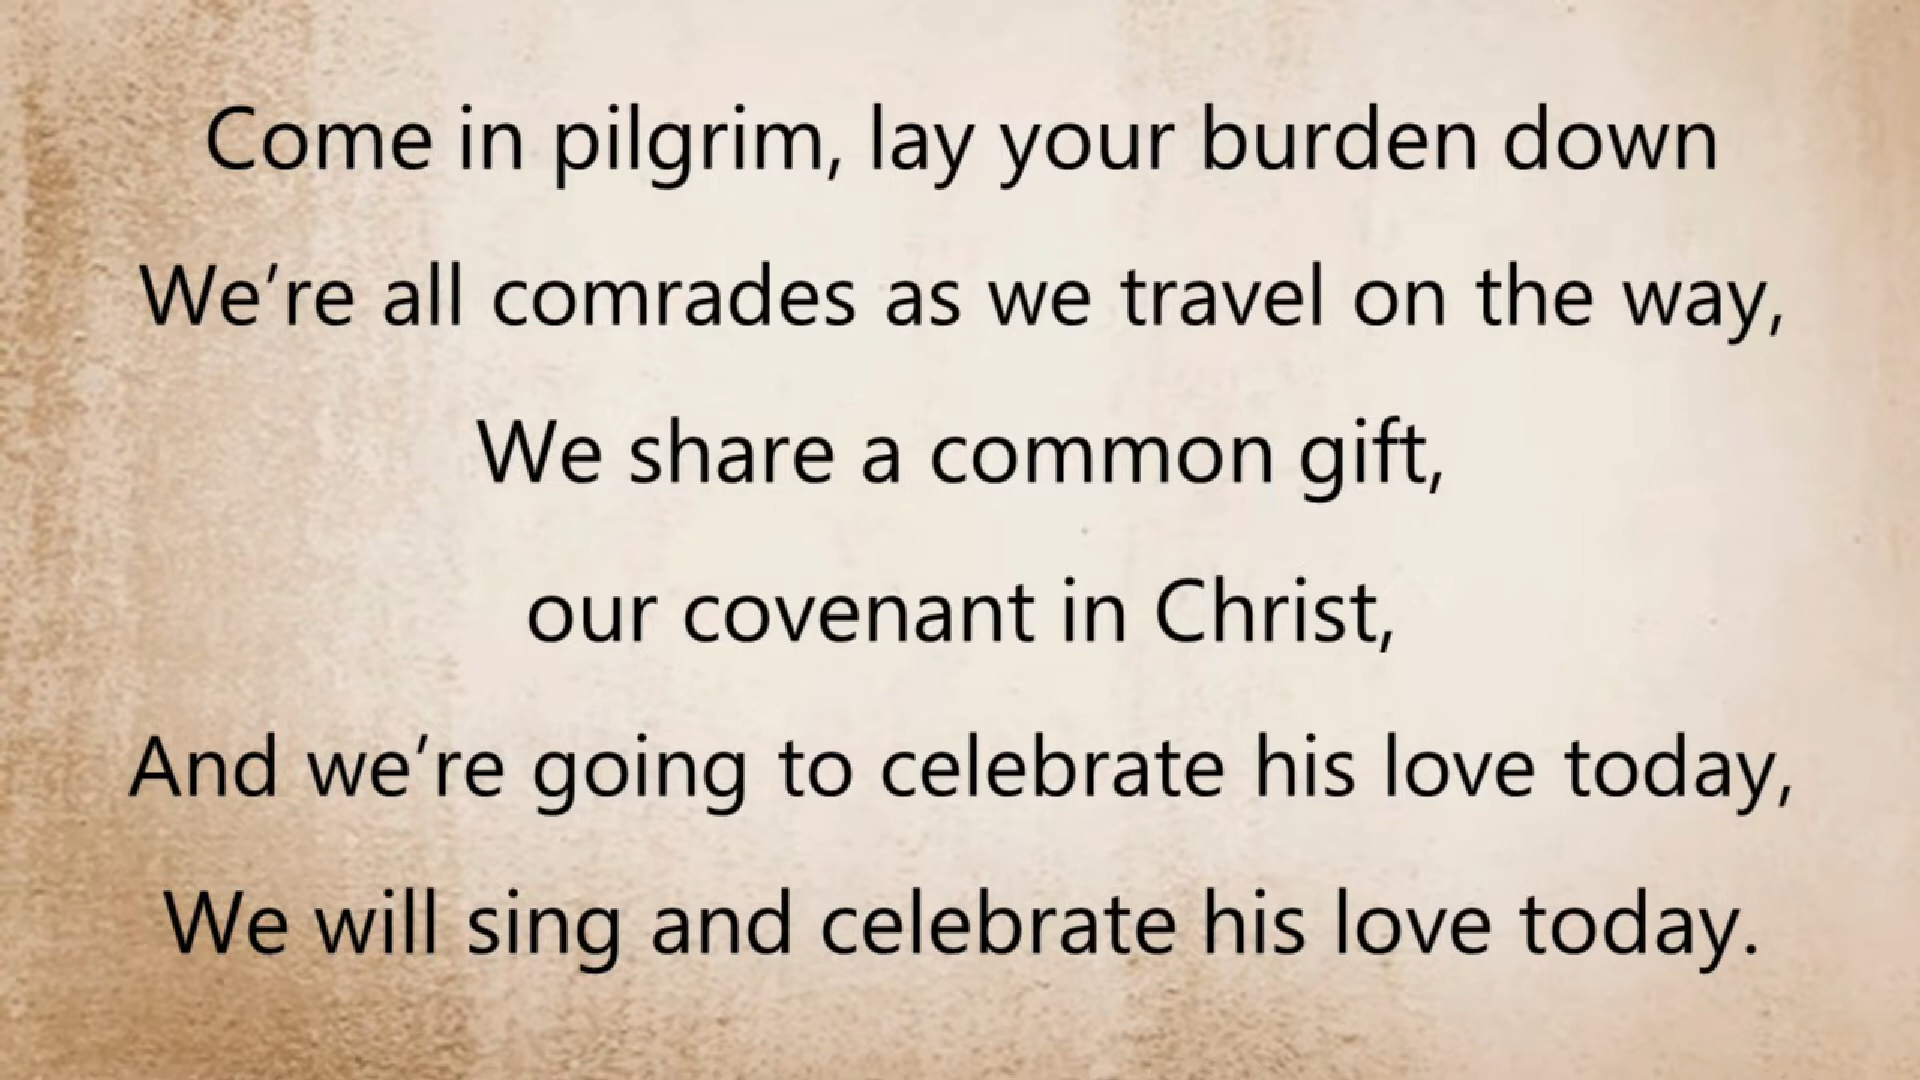 Come in pilgrim, lay your burden down
We’re all comrades as we travel on the way,
We share a common gift,
our covenant in Christ,
And we’re going to celebrate his love today,
We will sing and celebrate his love today.